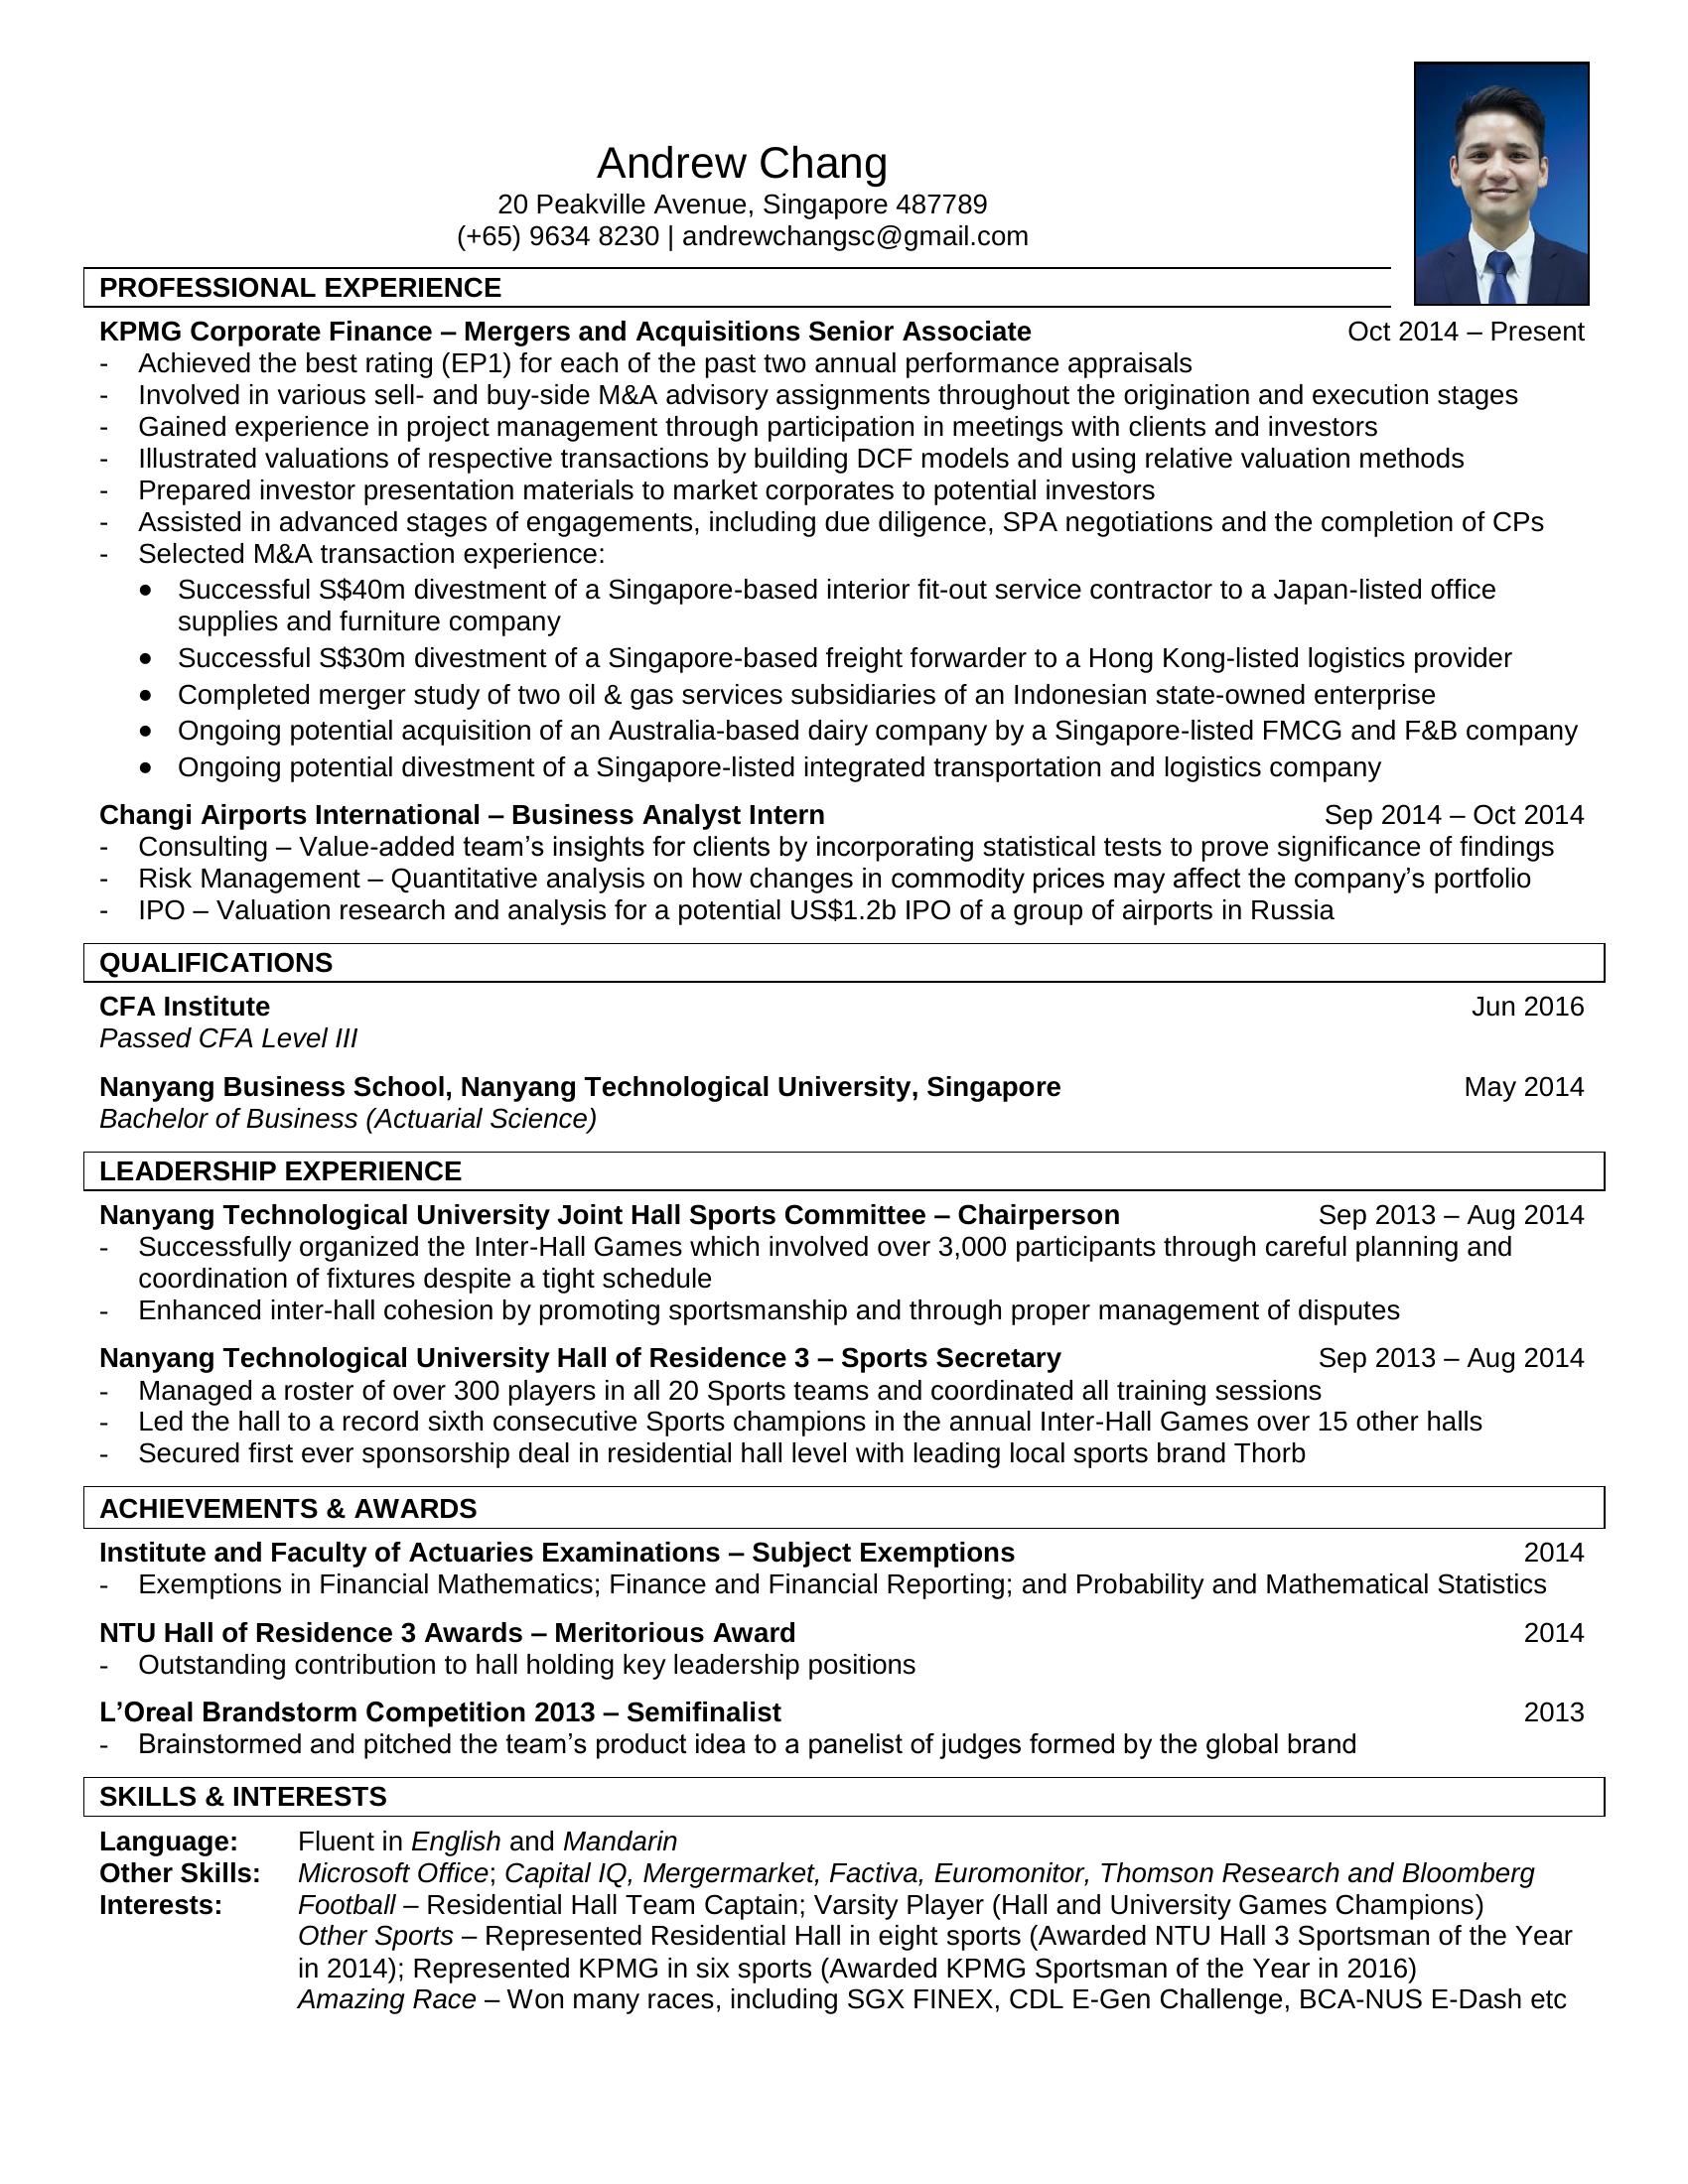 Andrew Chang
20 Peakville Avenue, Singapore 487789
(+65) 9634 8230 | andrewchangsc@gmail.com
PROFESSIONAL EXPERIENCE
KPMG Corporate Finance – Mergers and Acquisitions Senior Associate Oct 2014 – Present
- Achieved the best rating (EP1) for each of the past two annual performance appraisals
- Involved in various sell- and buy-side M&A advisory assignments throughout the origination and execution stages
- Gained experience in project management through participation in meetings with clients and investors
- Illustrated valuations of respective transactions by building DCF models and using relative valuation methods
- Prepared investor presentation materials to market corporates to potential investors
- Assisted in advanced stages of engagements, including due diligence, SPA negotiations and the completion of CPs
- Selected M&A transaction experience:
• Successful S$40m divestment of a Singapore-based interior fit-out service contractor to a Japan-listed office
supplies and furniture company
• Successful S$30m divestment of a Singapore-based freight forwarder to a Hong Kong-listed logistics provider
• Completed merger study of two oil & gas services subsidiaries of an Indonesian state-owned enterprise
• Ongoing potential acquisition of an Australia-based dairy company by a Singapore-listed FMCG and F&B company
• Ongoing potential divestment of a Singapore-listed integrated transportation and logistics company
Changi Airports International – Business Analyst Intern Sep 2014 – Oct 2014
- Consulting – Value-added team’s insights for clients by incorporating statistical tests to prove significance of findings
- Risk Management – Quantitative analysis on how changes in commodity prices may affect the company’s portfolio
- IPO – Valuation research and analysis for a potential US$1.2b IPO of a group of airports in Russia
QUALIFICATIONS
CFA Institute Jun 2016
Passed CFA Level III
Nanyang Business School, Nanyang Technological University, Singapore May 2014
Bachelor of Business (Actuarial Science)
LEADERSHIP EXPERIENCE
Nanyang Technological University Joint Hall Sports Committee – Chairperson Sep 2013 – Aug 2014
- Successfully organized the Inter-Hall Games which involved over 3,000 participants through careful planning and
coordination of fixtures despite a tight schedule
- Enhanced inter-hall cohesion by promoting sportsmanship and through proper management of disputes
Nanyang Technological University Hall of Residence 3 – Sports Secretary Sep 2013 – Aug 2014
- Managed a roster of over 300 players in all 20 Sports teams and coordinated all training sessions
- Led the hall to a record sixth consecutive Sports champions in the annual Inter-Hall Games over 15 other halls
- Secured first ever sponsorship deal in residential hall level with leading local sports brand Thorb
ACHIEVEMENTS & AWARDS
Institute and Faculty of Actuaries Examinations – Subject Exemptions 2014
- Exemptions in Financial Mathematics; Finance and Financial Reporting; and Probability and Mathematical Statistics
NTU Hall of Residence 3 Awards – Meritorious Award 2014
- Outstanding contribution to hall holding key leadership positions
L’Oreal Brandstorm Competition 2013 – Semifinalist 2013
- Brainstormed and pitched the team’s product idea to a panelist of judges formed by the global brand
SKILLS & INTERESTS
Language: Fluent in English and Mandarin
Other Skills: Microsoft Office; Capital IQ, Mergermarket, Factiva, Euromonitor, Thomson Research and Bloomberg
Interests: Football – Residential Hall Team Captain; Varsity Player (Hall and University Games Champions)
Other Sports – Represented Residential Hall in eight sports (Awarded NTU Hall 3 Sportsman of the Year
in 2014); Represented KPMG in six sports (Awarded KPMG Sportsman of the Year in 2016)
Amazing Race – Won many races, including SGX FINEX, CDL E-Gen Challenge, BCA-NUS E-Dash etc